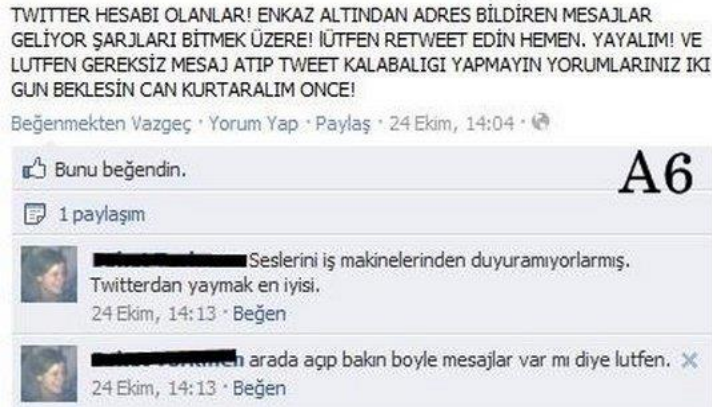 TWITTER HESABI OLANLAR! ENKAZ ALTINDAN ADRES BİLDİREN MESAJLAR
GELİYOR ŞARJLARI BİTMEK ÜZERE! lÜTFEN RETWEET EDİN HEMEN. YAYALIM! VE
LUTFEN GEREKSİZ MESAJ ATIP TWEET KALABALIGI YAPMAYIN YORUMLARINIZ IKI
GUN BEKLESİN CAN KURTARALIM ONCE!
Beğenmekten Vazgeç · Yorum Yap · Paylaş · 24 Ekim, 14:04 ·
Bunu beğendin.
A6
1 paylaşım
Seslerini iş makinelerinden duyuramıyorlarmış.
Twitterdan yaymak en iyisi.
24 Ekim, 14:13 · Beğen
arada açıp bakın boyle mesajlar var mı diye lutfen.
24 Ekim, 14:13 · Beğen